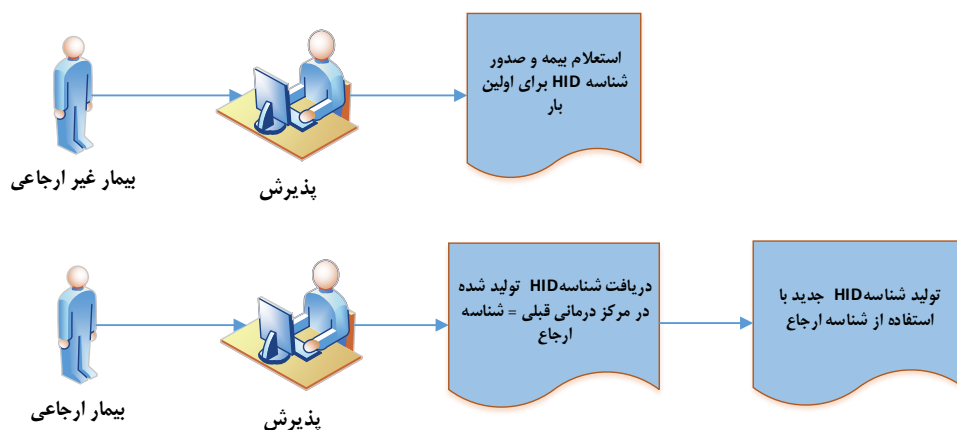 استعلام بیمه و صدور
شناسه HID برای اولین
بار
بیمار غیر ارجاعی
پذیرش
دریافت شناسهHID تولید شده
در مرکز درمانی قبلی = شناسه
ارجاع
تولید شناسهHID جدید با
استفاده از شناسه ارجاع
بیمار ارجاعی
پذیرش